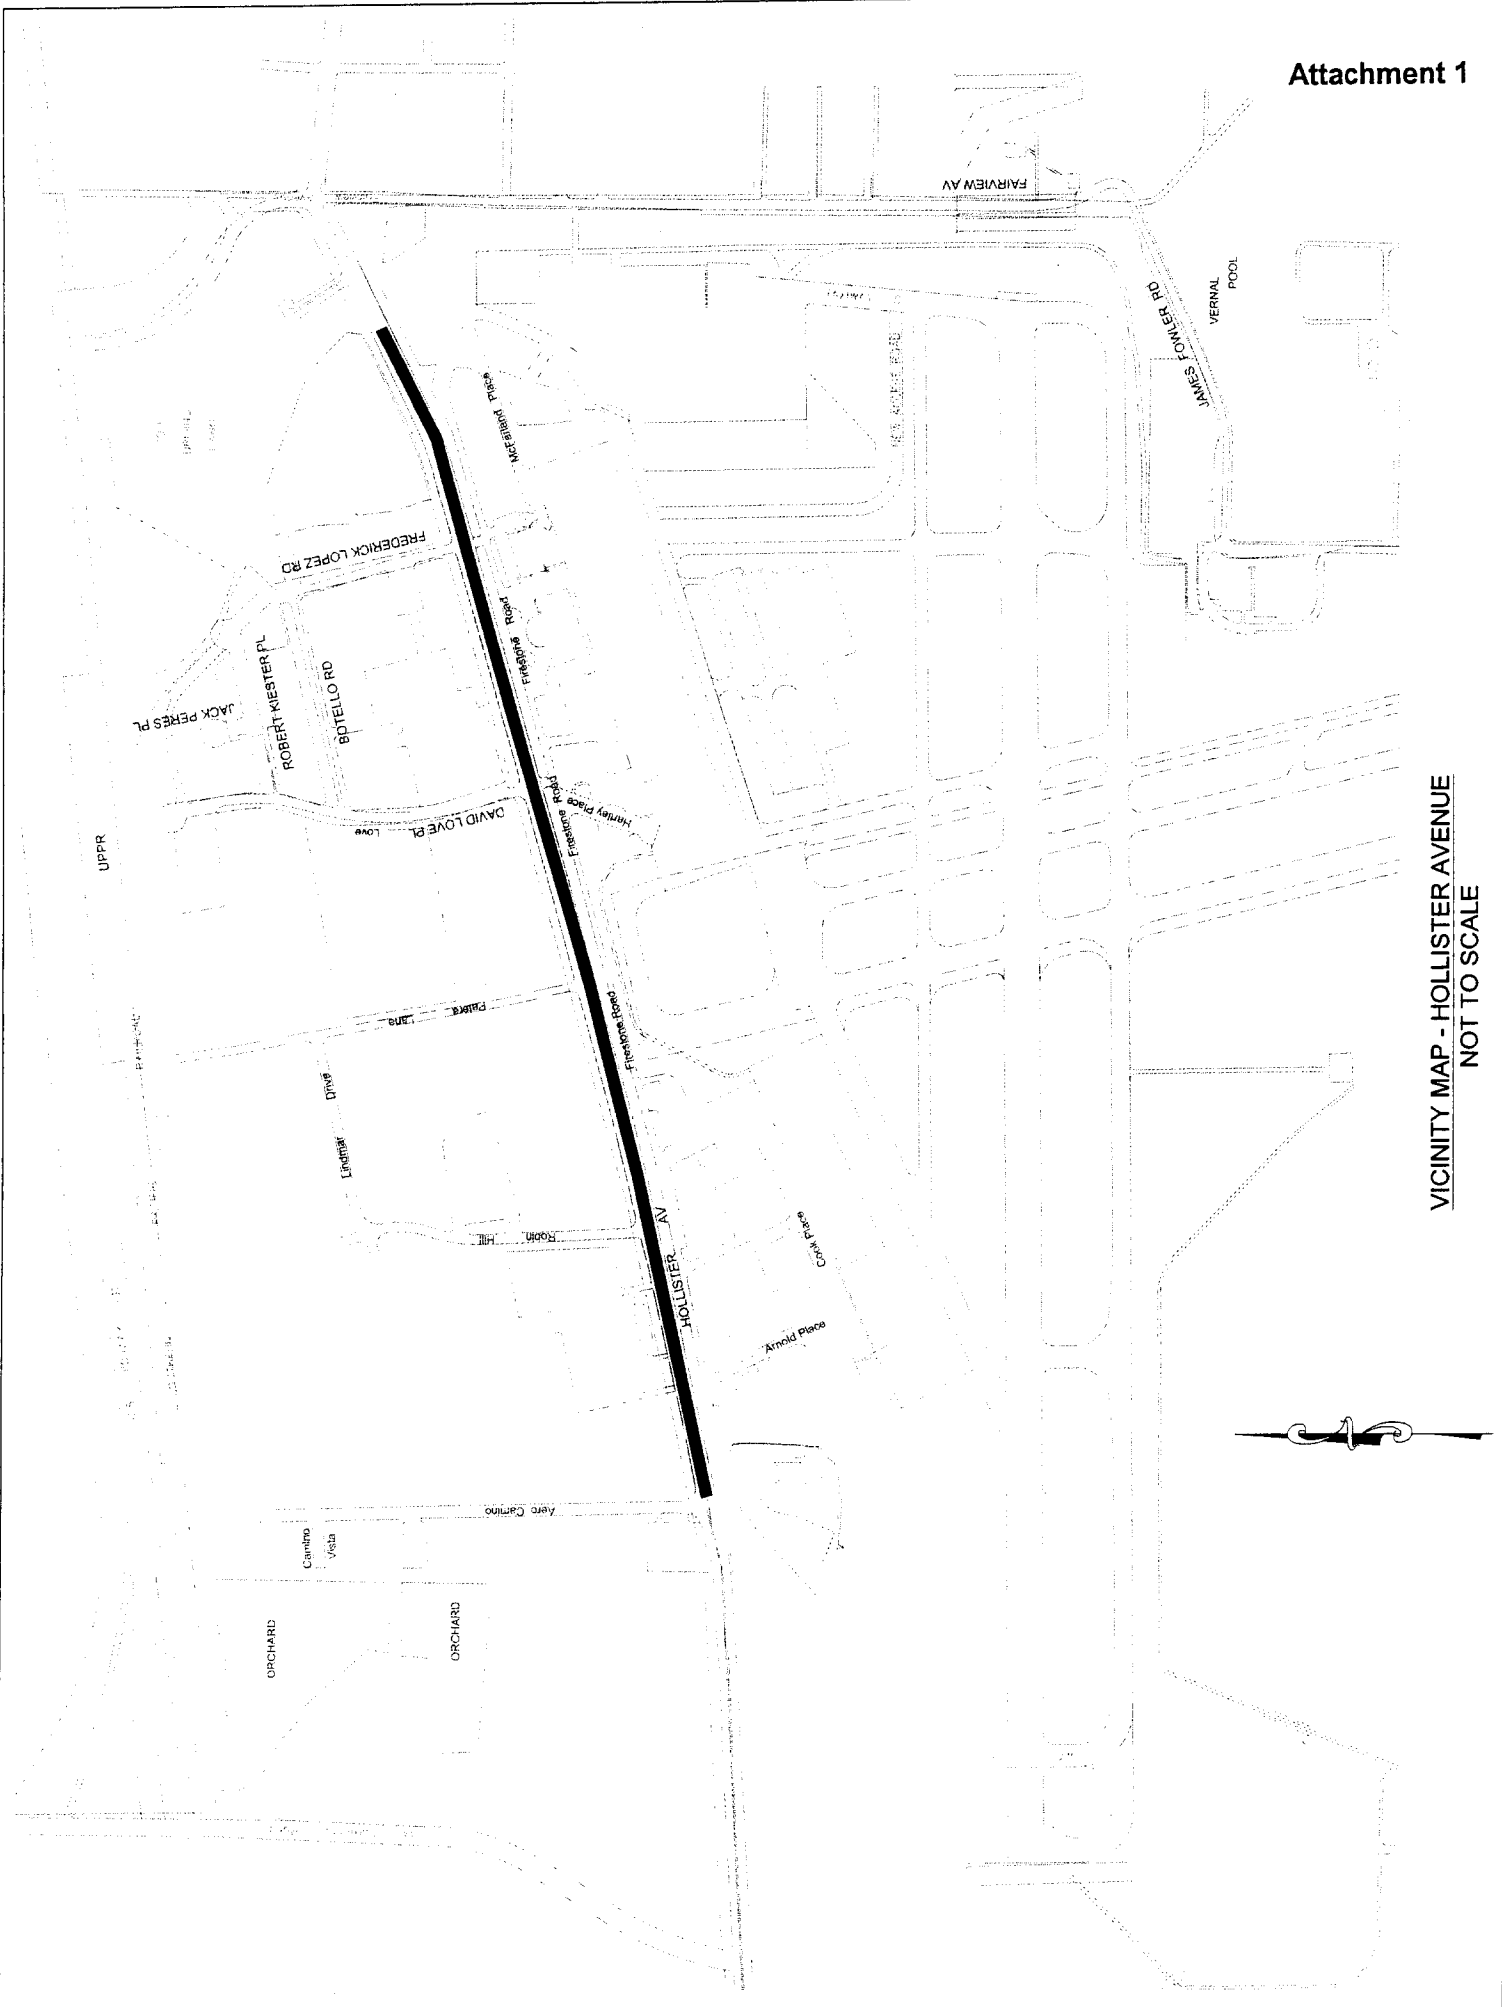 Attachment 1
FAIRVIEW AV
JAMES FOWLER RD
VERNAL
POOL
McFarland Place
FREDERICK LOPEZ RD
Firestone Road
ROBERT KIESTER PL
BOTELLO RD
JACK PERES PL
Firestone Road
Hartley Place
DAVID LOVE PL
Love
UPPR
Patera
Lana
Firestone Road
Lindmar Drive
Robin
Hill
HOLLISTER AV
Cook Place
Arnold Place
Aero Camino
Camino
Vista
ORCHARD
ORCHARD
VICINITY MAP - HOLLISTER AVENUE
NOT TO SCALE